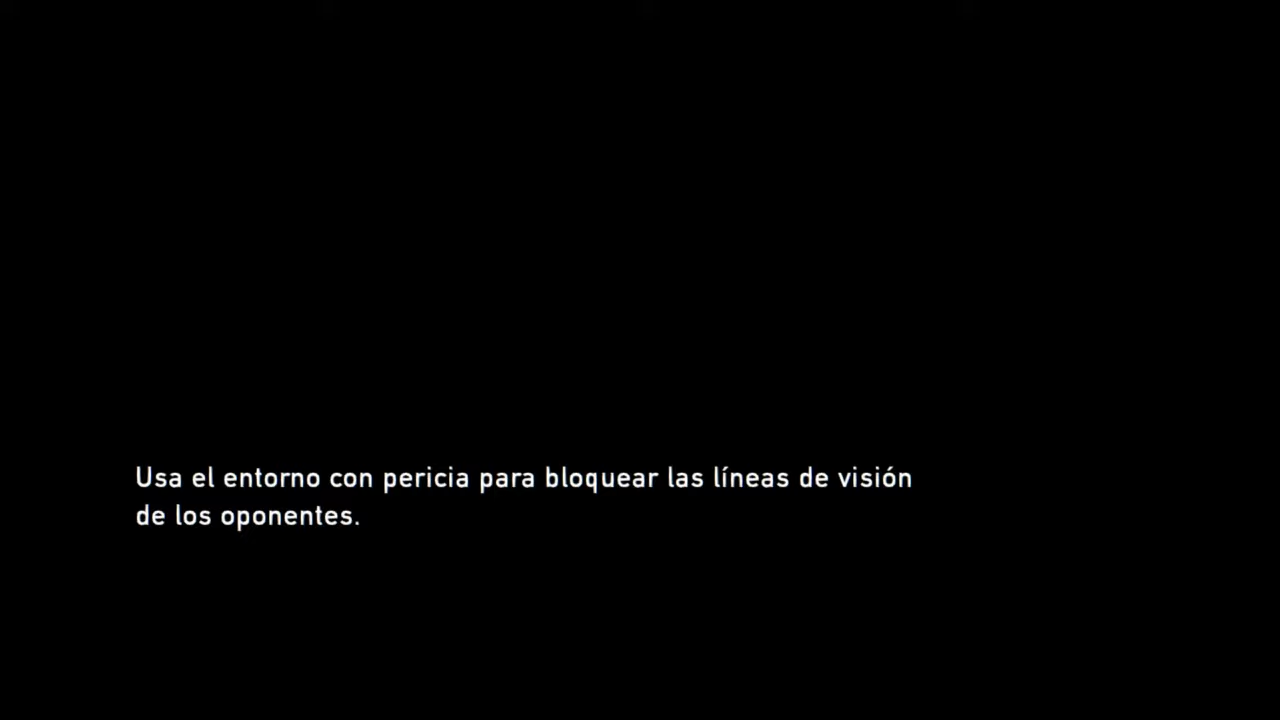 Usa el entorno con pericia para bloquear las líneas de visión
de los oponentes.